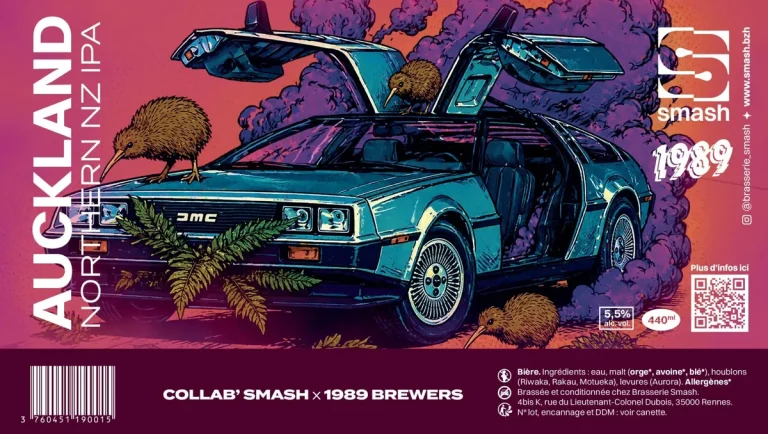 AUCKLAND
NORTHERN NZ IPA
DMC
S
smash
1989
@brasserie_smash + www.smash.bzh
Plus d'infos ici
5,5%
alc. vol.
440ml
3 760451 190015
COLLAB' SMASH × 1989 BREWERS
Bière. Ingrédients : eau, malt (orge*, avoine*, blé*), houblons
(Riwaka, Rakau, Motueka), levures (Aurora). Allergènes*
Brassée et conditionnée chez Brasserie Smash.
4bis K, rue du Lieutenant-Colonel Dubois, 35000 Rennes.
N° lot, encannage et DDM : voir canette.